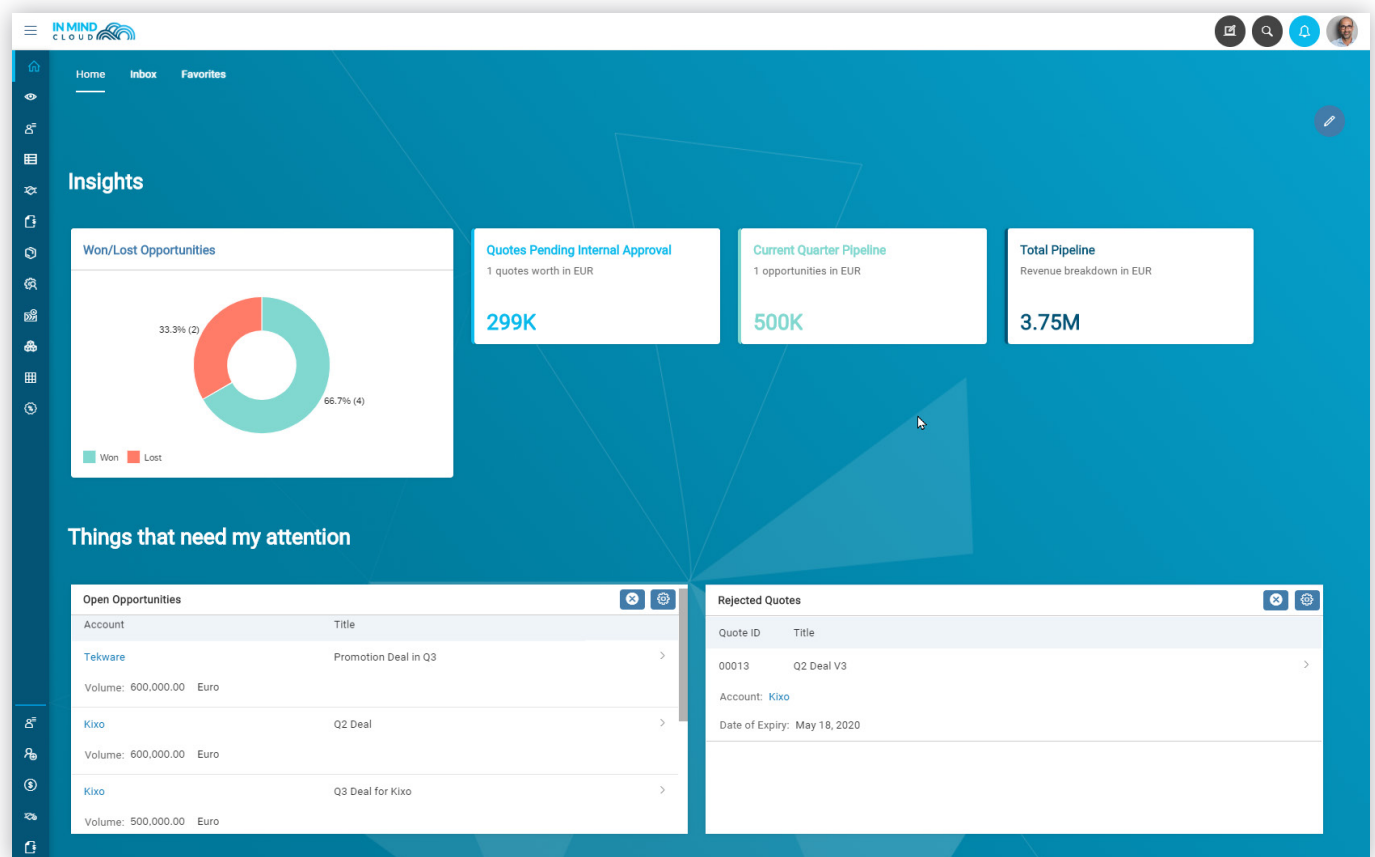 IN MIND
CLOUD
Home Inbox Favorites
Insights
Won/Lost Opportunities
33.3% (2)
66.7% (4)
Won Lost
Quotes Pending Internal Approval
1 quotes worth in EUR
299K
Current Quarter Pipeline
1 opportunities in EUR
500K
Total Pipeline
Revenue breakdown in EUR
3.75M
Things that need my attention
Open Opportunities
Account Title
Tekware Promotion Deal in Q3
Volume: 600,000.00 Euro
Kixo Q2 Deal
Volume: 600,000.00 Euro
Kixo Q3 Deal for Kixo
Volume: 500,000.00 Euro
Rejected Quotes
Quote ID Title
00013 Q2 Deal V3
Account: Kixo
Date of Expiry: May 18, 2020